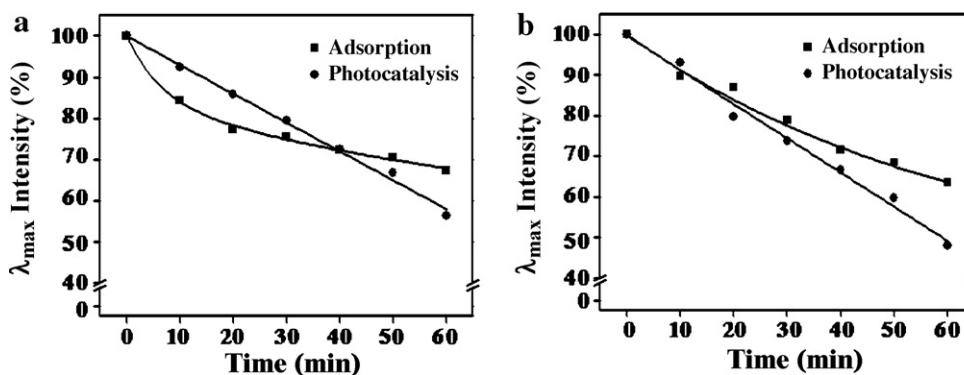 a
100
90
80
70
60
50
40
0
λmax Intensity (%)
Adsorption
Photocatalysis
0 10 20 30 40 50 60
Time (min)
b
100
90
80
70
60
50
40
0
λmax Intensity (%)
Adsorption
Photocatalysis
0 10 20 30 40 50 60
Time (min)